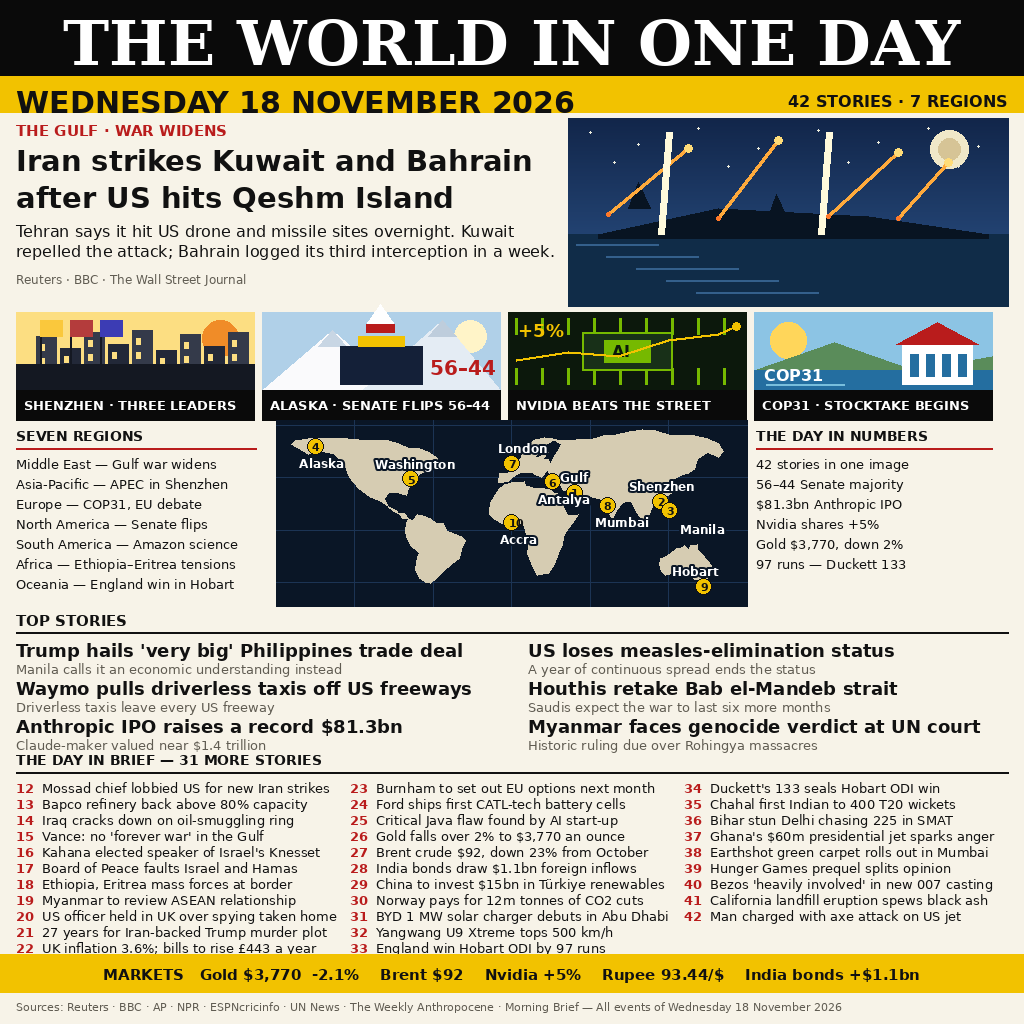 THE WORLD IN ONE DAY
WEDNESDAY 18 NOVEMBER 2026
42 STORIES · 7 REGIONS
THE GULF · WAR WIDENS
Iran strikes Kuwait and Bahrain
after US hits Qeshm Island
Tehran says it hit US drone and missile sites overnight. Kuwait
repelled the attack; Bahrain logged its third interception in a week.
Reuters · BBC · The Wall Street Journal
SHENZHEN · THREE LEADERS
56–44
ALASKA · SENATE FLIPS 56–44
+5%
AI
NVIDIA BEATS THE STREET
COP31
COP31 · STOCKTAKE BEGINS
SEVEN REGIONS
Middle East — Gulf war widens
Asia-Pacific — APEC in Shenzhen
Europe — COP31, EU debate
North America — Senate flips
South America — Amazon science
Africa — Ethiopia–Eritrea tensions
Oceania — England win in Hobart
4
Alaska
Washington
5
London
7
6
Gulf
1
Antalya
Shenzhen
2
3
8
Mumbai
Manila
10
Accra
Hobart
9
THE DAY IN NUMBERS
42 stories in one image
56–44 Senate majority
$81.3bn Anthropic IPO
Nvidia shares +5%
Gold $3,770, down 2%
97 runs — Duckett 133
TOP STORIES
Trump hails 'very big' Philippines trade deal
Manila calls it an economic understanding instead
Waymo pulls driverless taxis off US freeways
Driverless taxis leave every US freeway
Anthropic IPO raises a record $81.3bn
Claude-maker valued near $1.4 trillion
US loses measles-elimination status
A year of continuous spread ends the status
Houthis retake Bab el-Mandeb strait
Saudis expect the war to last six more months
Myanmar faces genocide verdict at UN court
Historic ruling due over Rohingya massacres
THE DAY IN BRIEF — 31 MORE STORIES
12 Mossad chief lobbied US for new Iran strikes
13 Bapco refinery back above 80% capacity
14 Iraq cracks down on oil-smuggling ring
15 Vance: no 'forever war' in the Gulf
16 Kahana elected speaker of Israel's Knesset
17 Board of Peace faults Israel and Hamas
18 Ethiopia, Eritrea mass forces at border
19 Myanmar to review ASEAN relationship
20 US officer held in UK over spying taken home
21 27 years for Iran-backed Trump murder plot
22 UK inflation 3.6%; bills to rise £443 a year
23 Burnham to set out EU options next month
24 Ford ships first CATL-tech battery cells
25 Critical Java flaw found by AI start-up
26 Gold falls over 2% to $3,770 an ounce
27 Brent crude $92, down 23% from October
28 India bonds draw $1.1bn foreign inflows
29 China to invest $15bn in Türkiye renewables
30 Norway pays for 12m tonnes of CO2 cuts
31 BYD 1 MW solar charger debuts in Abu Dhabi
32 Yangwang U9 Xtreme tops 500 km/h
33 England win Hobart ODI by 97 runs
34 Duckett's 133 seals Hobart ODI win
35 Chahal first Indian to 400 T20 wickets
36 Bihar stun Delhi chasing 225 in SMAT
37 Ghana's $60m presidential jet sparks anger
38 Earthshot green carpet rolls out in Mumbai
39 Hunger Games prequel splits opinion
40 Bezos 'heavily involved' in new 007 casting
41 California landfill eruption spews black ash
42 Man charged with axe attack on US jet
MARKETS Gold $3,770 -2.1% Brent $92 Nvidia +5% Rupee 93.44/$ India bonds +$1.1bn
Sources: Reuters · BBC · AP · NPR · ESPNcricinfo · UN News · The Weekly Anthropocene · Morning Brief — All events of Wednesday 18 November 2026